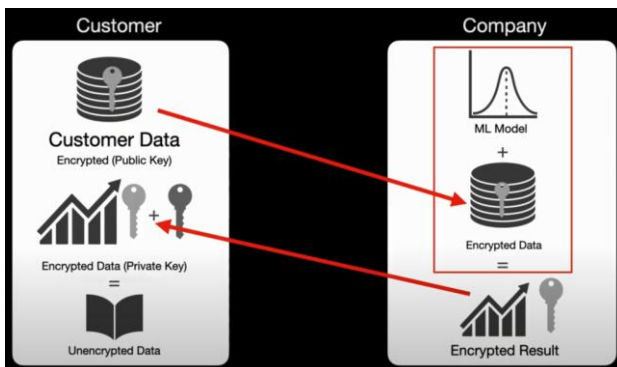 Customer
Customer Data
Encrypted (Public Key)
+
Encrypted Data (Private Key)
=
Unencrypted Data
Company
ML Model
+
Encrypted Data
=
Encrypted Result